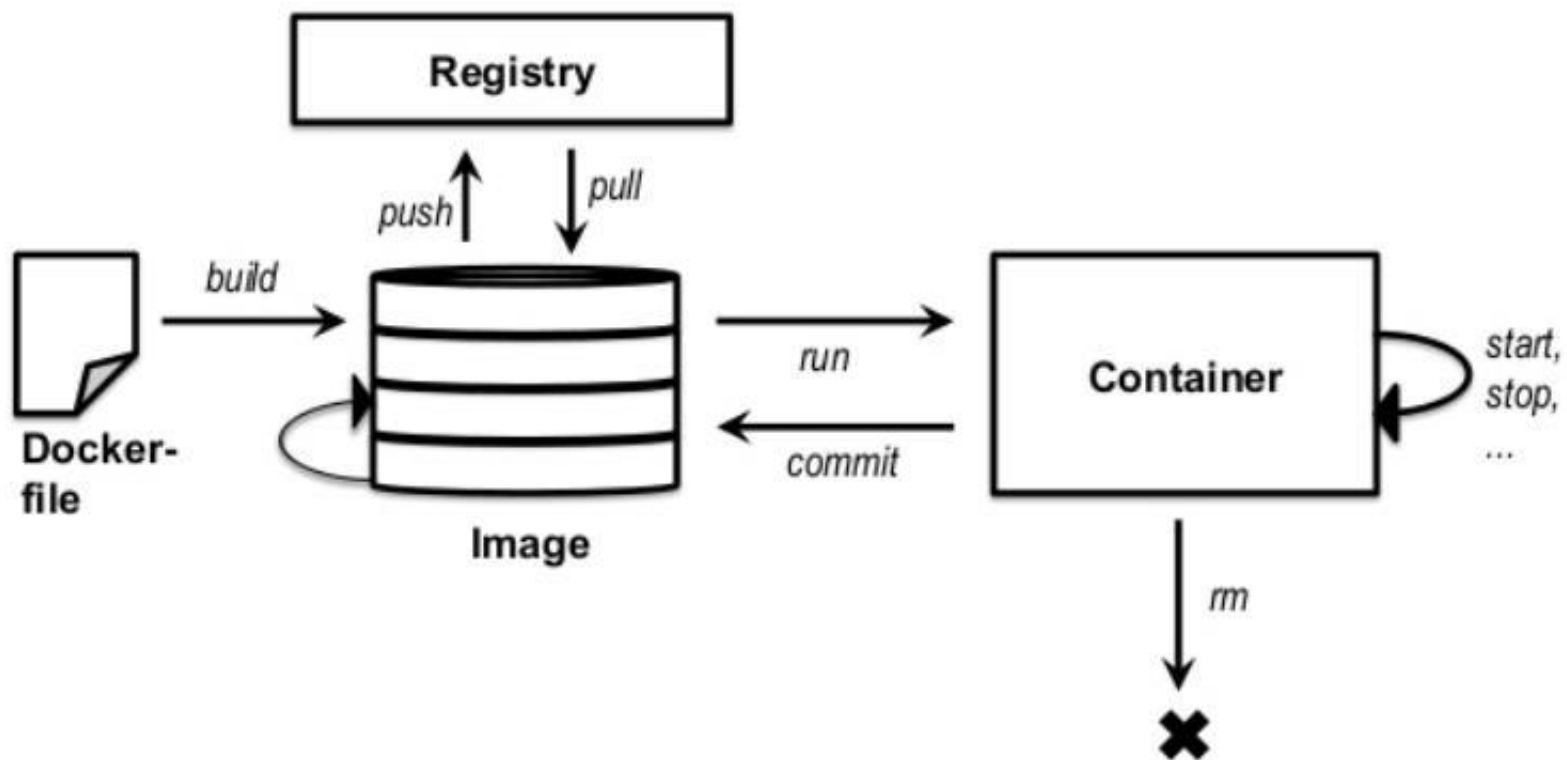 Registry
push
pull
build
run
Container
start,
stop,
...
Docker-
file
commit
Image
rm